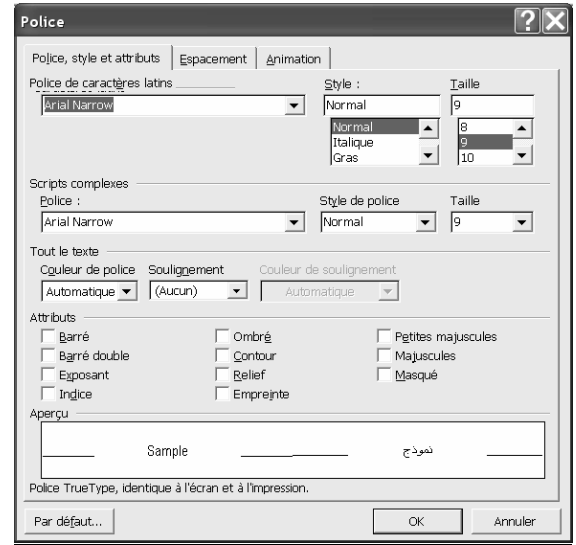 Police
Police, style et attributs Espacement Animation
Police de caractères latins Style : Taille
Arial Narrow Normal 9
Normal 8
Italique 9
Gras 10
Scripts complexes
Police : Style de police Taille
Arial Narrow Normal 9
Tout le texte
Couleur de police Soulignement Couleur de soulignement
Automatique (Aucun) Automatique
Attributs
Barré Ombré Petites majuscules
Barré double Contour Majuscules
Exposant Relief Masqué
Indice Empreinte
Aperçu
Sample نموذج
Police TrueType, identique à l'écran et à l'impression.
Par défaut... OK Annuler